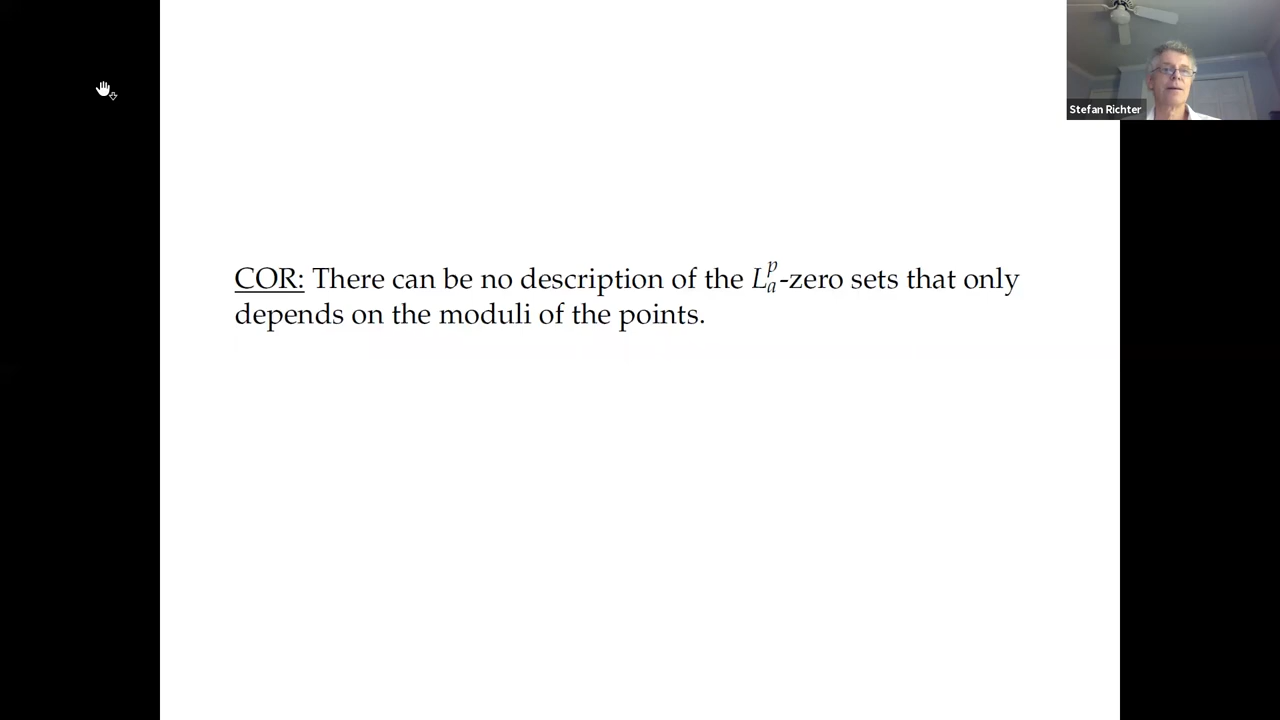 Stefan Richter
COR: There can be no description of the $L_a^p$-zero sets that only
depends on the moduli of the points.